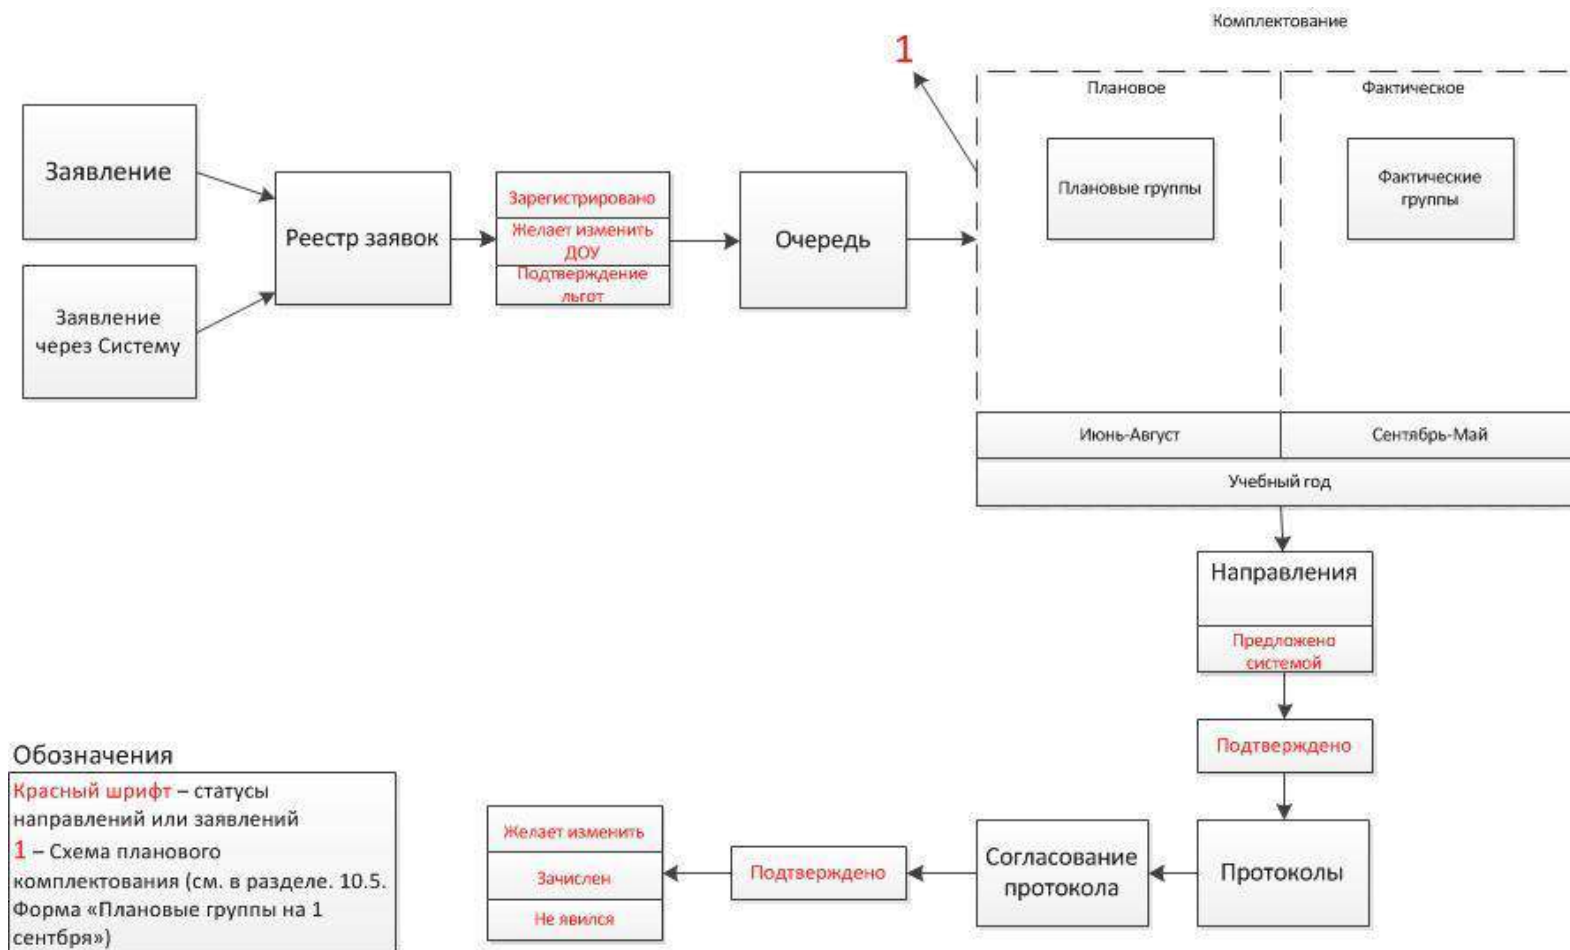 Комплектование
1
Плановое
Фактическое
Заявление
Плановые группы
Фактические
группы
Зарегистрировано
Реестр заявок
Желает изменить
ДОУ
Очередь
Подтверждение
льгот
Заявление
через Систему
Июнь-Август
Сентябрь-Май
Учебный год
Направления
Предложено
системой
Подтверждено
Обозначения
Красный шрифт – статусы
направлений или заявлений
1 – Схема планового
комплектования (см. в разделе. 10.5.
Форма «Плановые группы на 1
сентбря»)
Желает изменить
Зачислен
Не явился
Подтверждено
Согласование
протокола
Протоколы